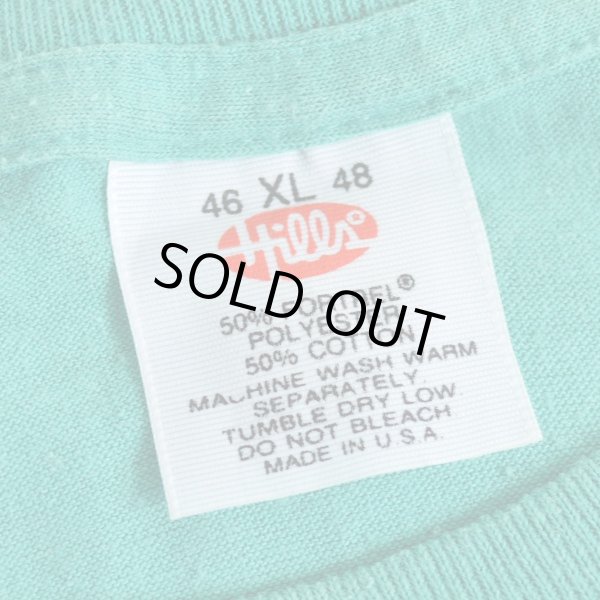 46 XL 48
Hills
SOLD OUT
50% FORTREL®
POLYESTER
50% COTTON
MACHINE WASH WARM
SEPARATELY
TUMBLE DRY LOW.
DO NOT BLEACH
MADE IN U.S.A.